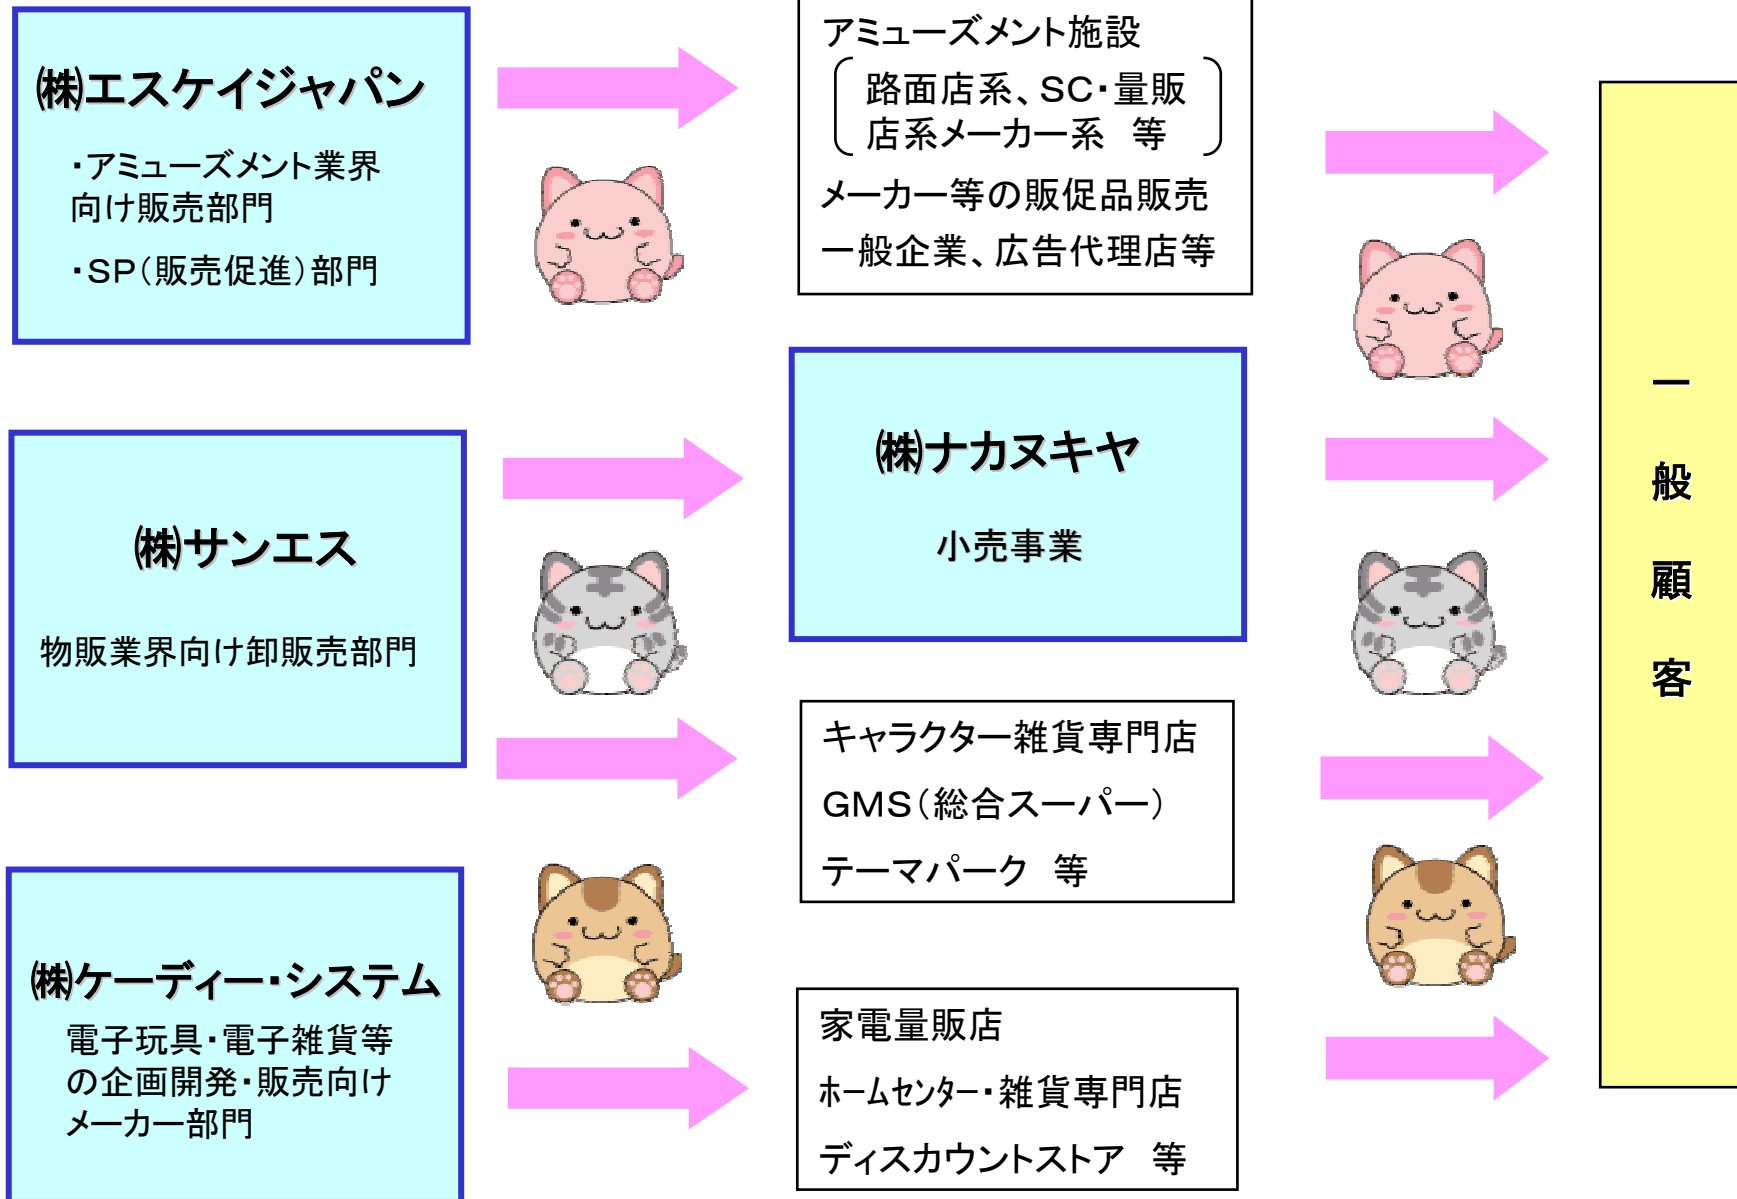 ㈱エスケイジャパン
・アミューズメント業界
向け販売部門
・SP(販売促進)部門
アミューズメント施設
路面店系、SC・量販
店系メーカー系 等
メーカー等の販促品販売
一般企業、広告代理店等
㈱サンエス
物販業界向け卸販売部門
㈱ナカヌキヤ
小売事業
キャラクター雑貨専門店
GMS(総合スーパー)
テーマパーク 等
㈱ケーディー・システム
電子玩具・電子雑貨等
の企画開発・販売向け
メーカー部門
家電量販店
ホームセンター・雑貨専門店
ディスカウントストア 等
一般顧客